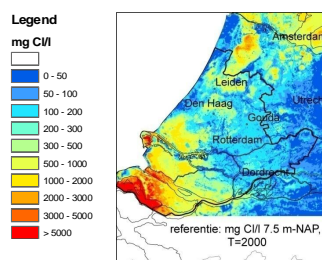 Legend
mg Cl/l
0 - 50
50 - 100
100 - 200
200 - 300
300 - 500
500 - 1000
1000 - 2000
2000 - 3000
3000 - 5000
> 5000
Amsterdam
Leiden
Den Haag
Utrech
Gouda
Rotterdam
Dordrecht
referentie: mg Cl/l 7.5 m-NAP,
T=2000